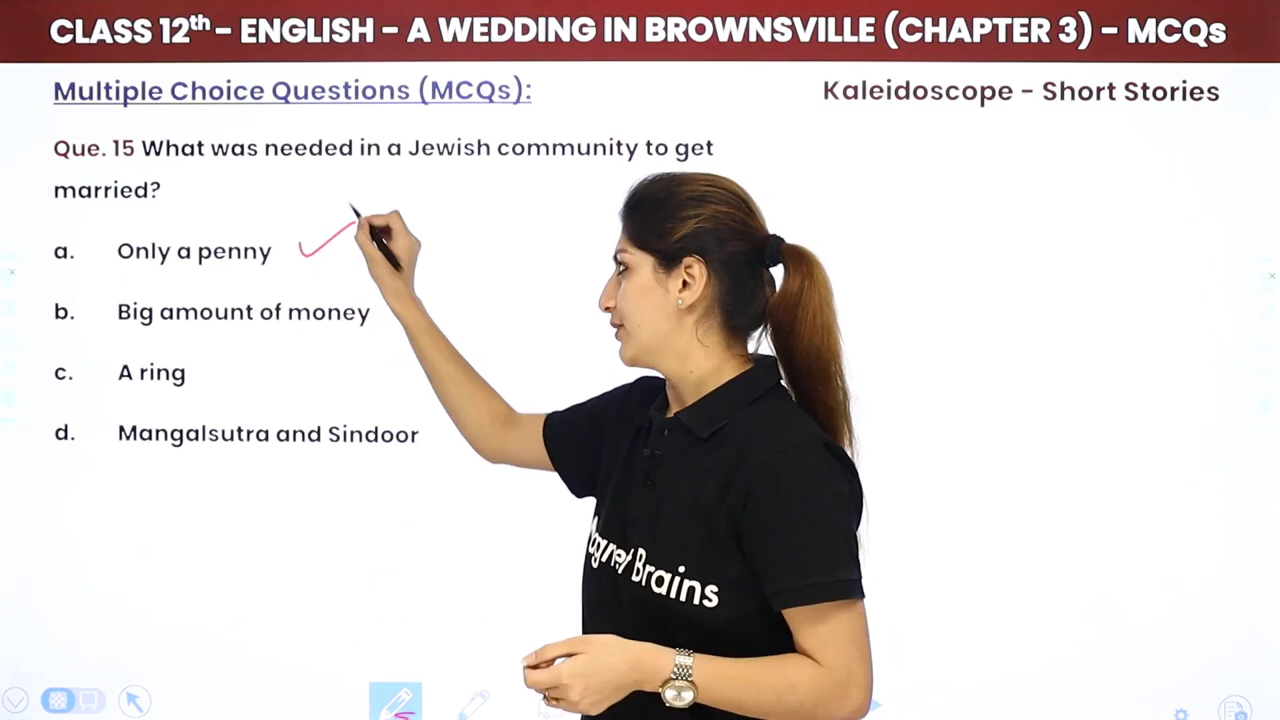 CLASS 12th – ENGLISH – A WEDDING IN BROWNSVILLE (CHAPTER 3) – MCQs
Multiple Choice Questions (MCQs):
Kaleidoscope - Short Stories
Que. 15 What was needed in a Jewish community to get
married?
a. Only a penny
b. Big amount of money
c. A ring
d. Mangalsutra and Sindoor
Magnet Brains